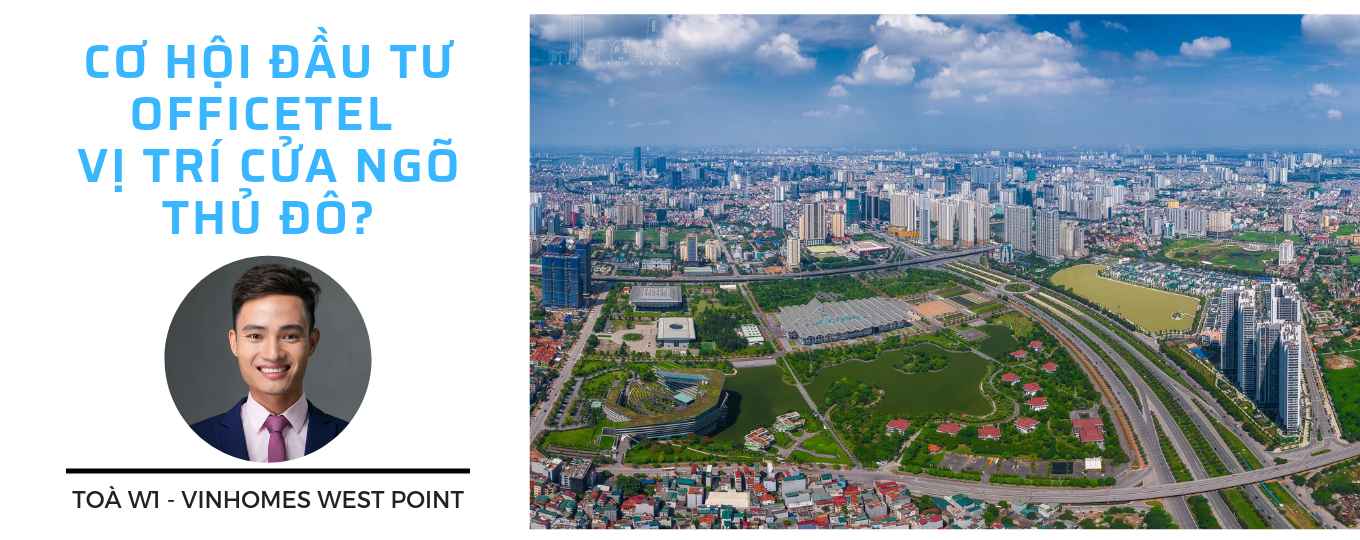 CƠ HỘI ĐẦU TƯ
OFFICETEL
VỊ TRÍ CỬA NGÕ
THỦ ĐÔ?
TOÀ W1 - VINHOMES WEST POINT